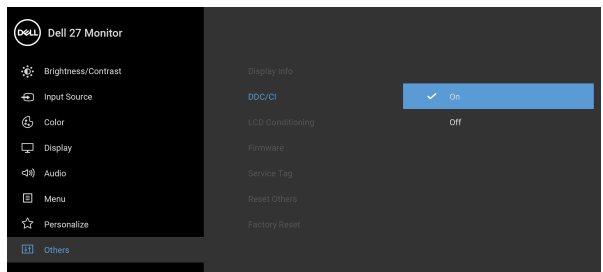 DELL Dell 27 Monitor
Brightness/Contrast
Display Info
Input Source
DDC/CI
On
Color
LCD Conditioning
Off
Display
Firmware
Audio
Service Tag
Menu
Reset Others
Personalize
Factory Reset
Others